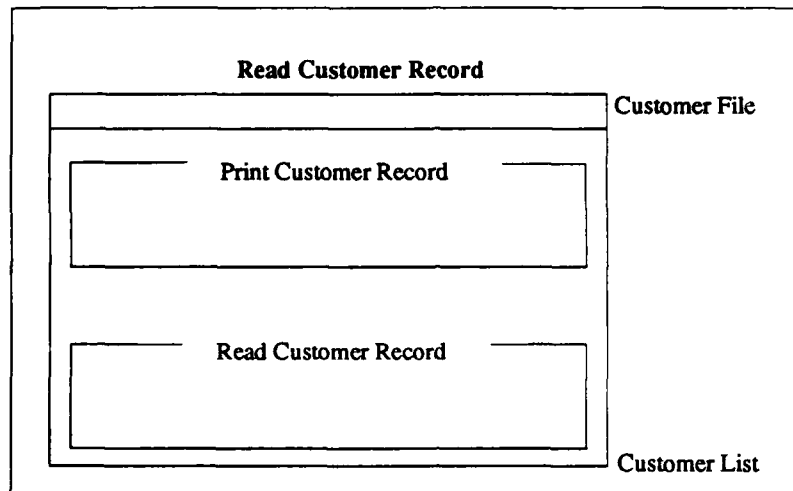 Read Customer Record
Customer File
Print Customer Record
Read Customer Record
Customer List